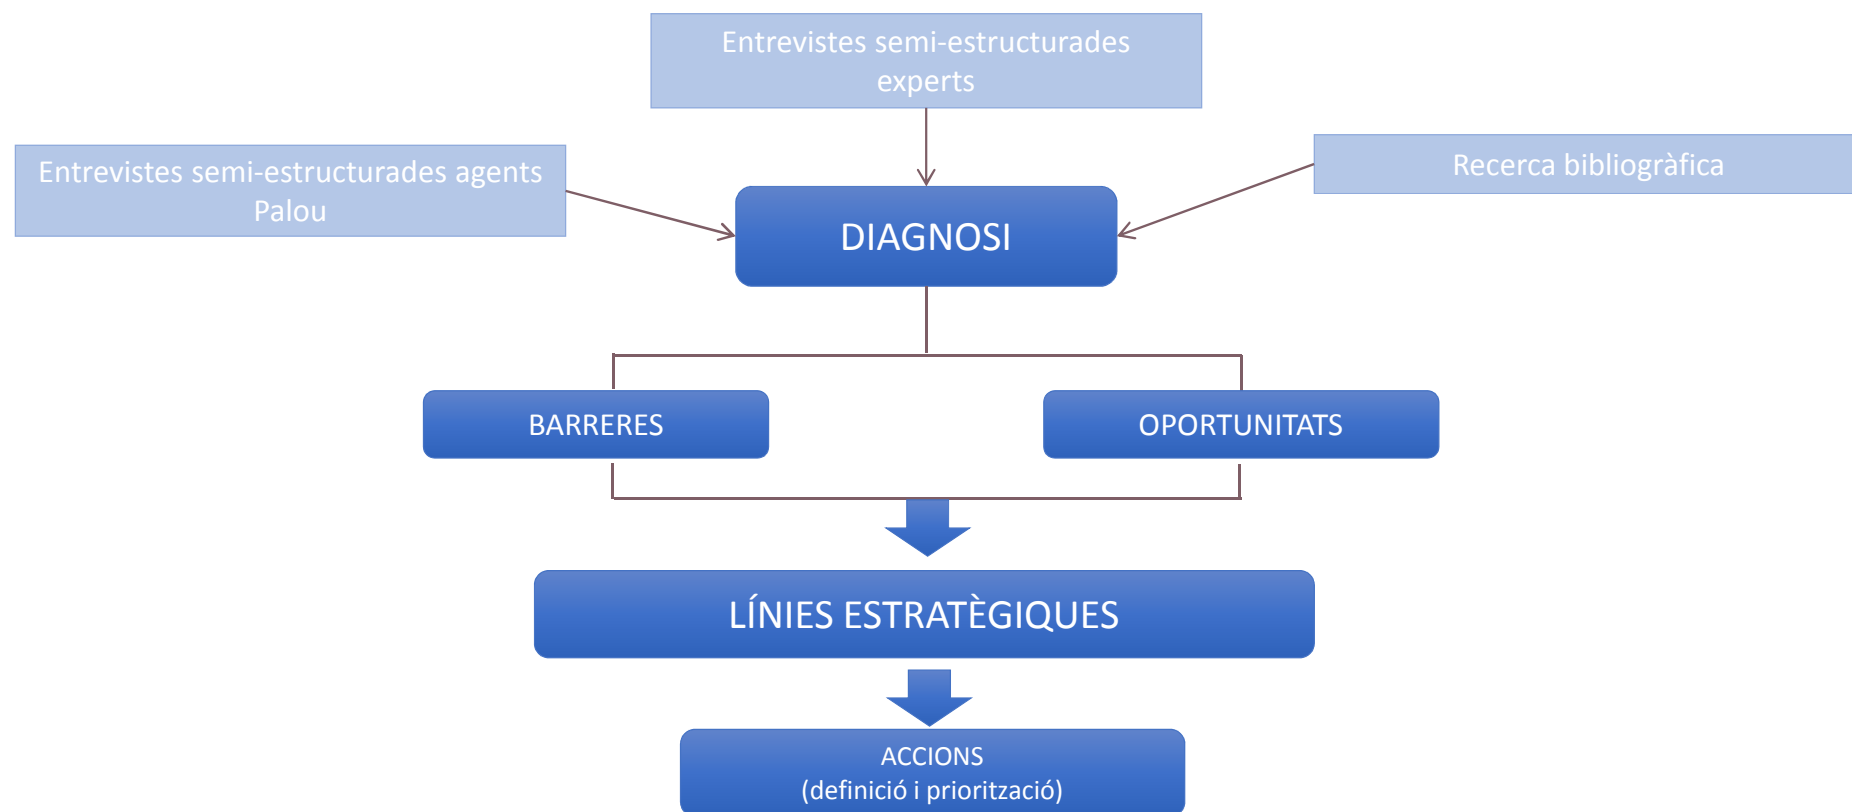 Entrevistes semi-estructurades
experts
Entrevistes semi-estructurades agents
Palou
Recerca bibliogràfica
DIAGNOSI
BARRERES
OPORTUNITATS
LÍNIES ESTRATÈGIQUES
ACCIONS
(definició i priorització)